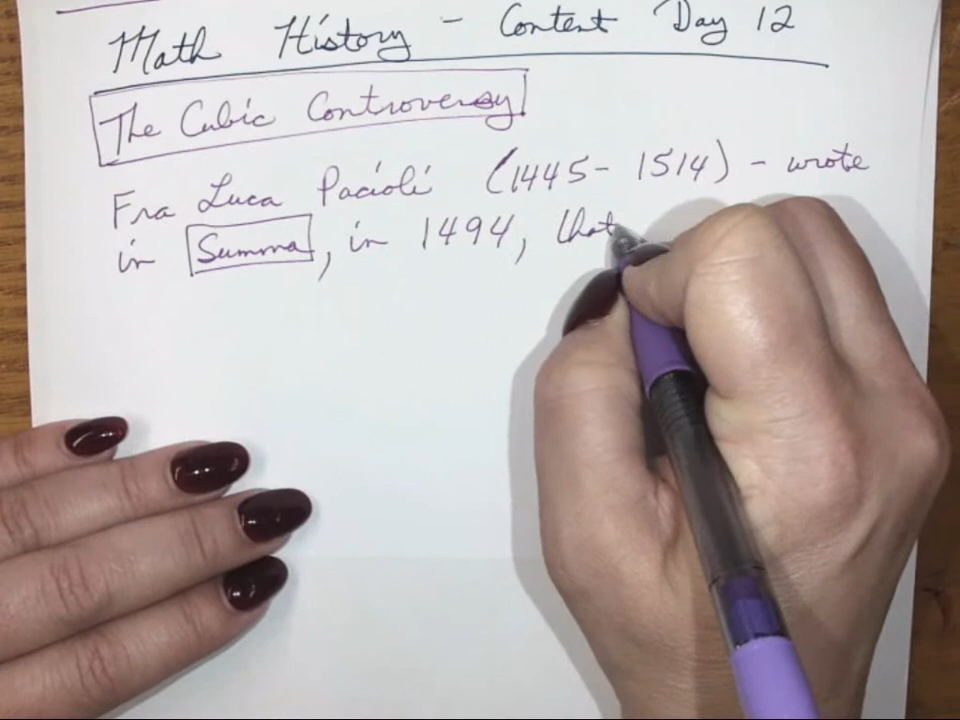 Math History - Content Day 12
The Cubic Controversy
Fra Luca Pacioli (1445 - 1514) - wrote
in Summa, in 1494, that